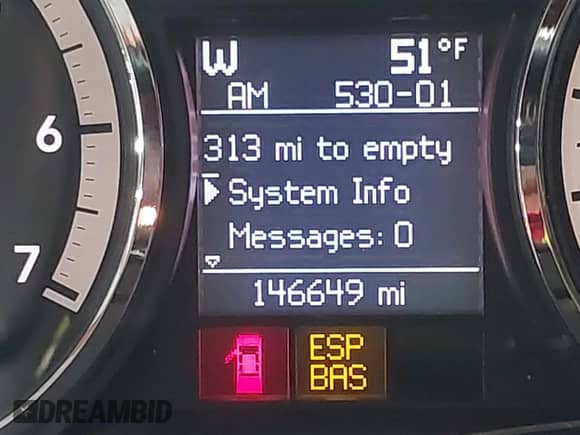 W 51°F
AM 530-01
6
313 mi to empty
System Info
Messages: 0
7
146649 mi
ESP
BAS
DREAMBID